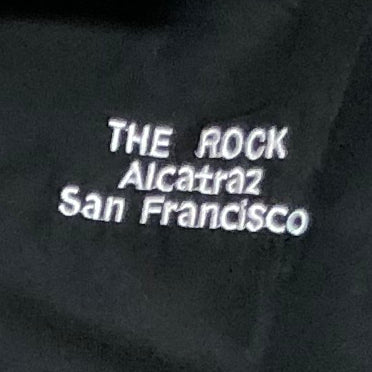 THE ROCK
Alcatraz
San Francisco